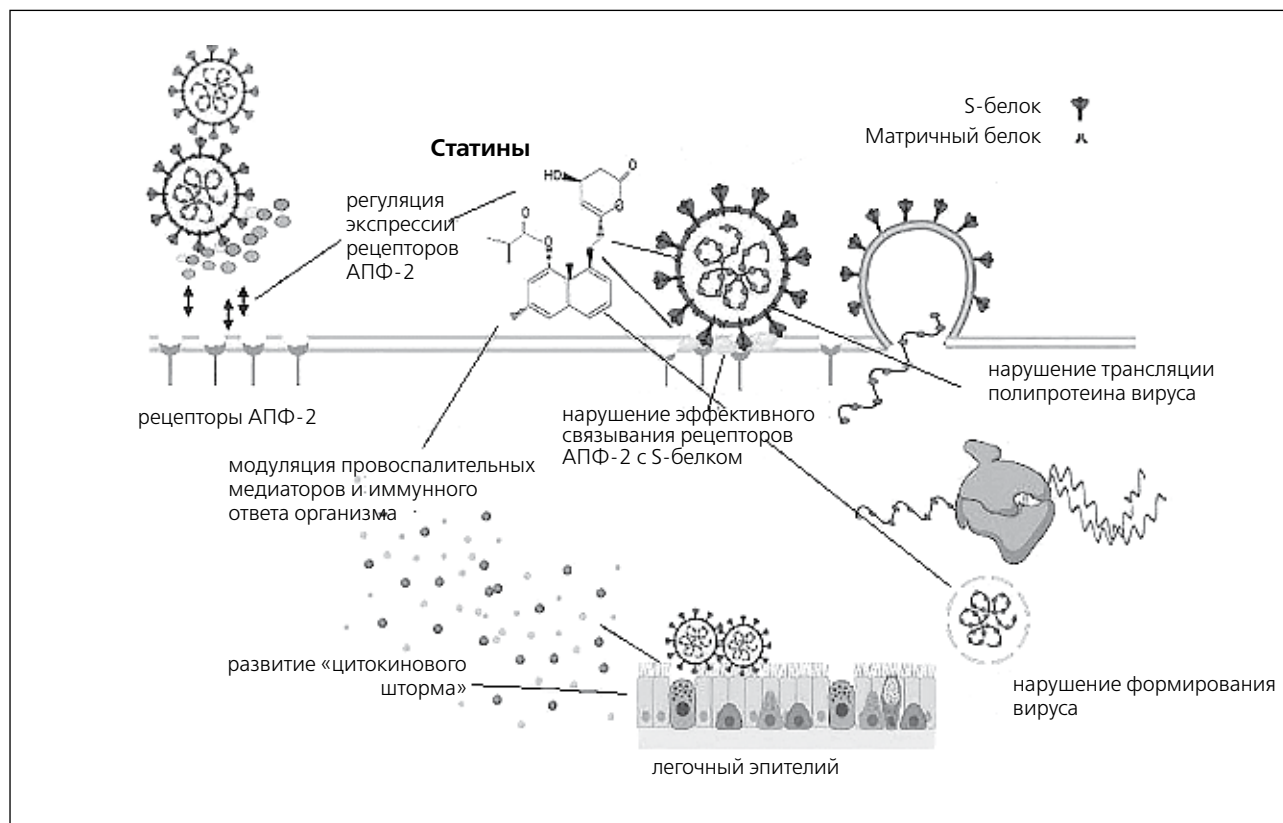 S-белок
Матричный белок
Статины
HO
O
O
O
O
регуляция
экспрессии
рецепторов
АПФ-2
рецепторы АПФ-2
нарушение эффективного
связывания рецепторов
АПФ-2 с S-белком
нарушение трансляции
полипротеина вируса
модуляция провоспалительных
медиаторов и иммунного
ответа организма
развитие «цитокинового
шторма»
нарушение формирования
вируса
легочный эпителий